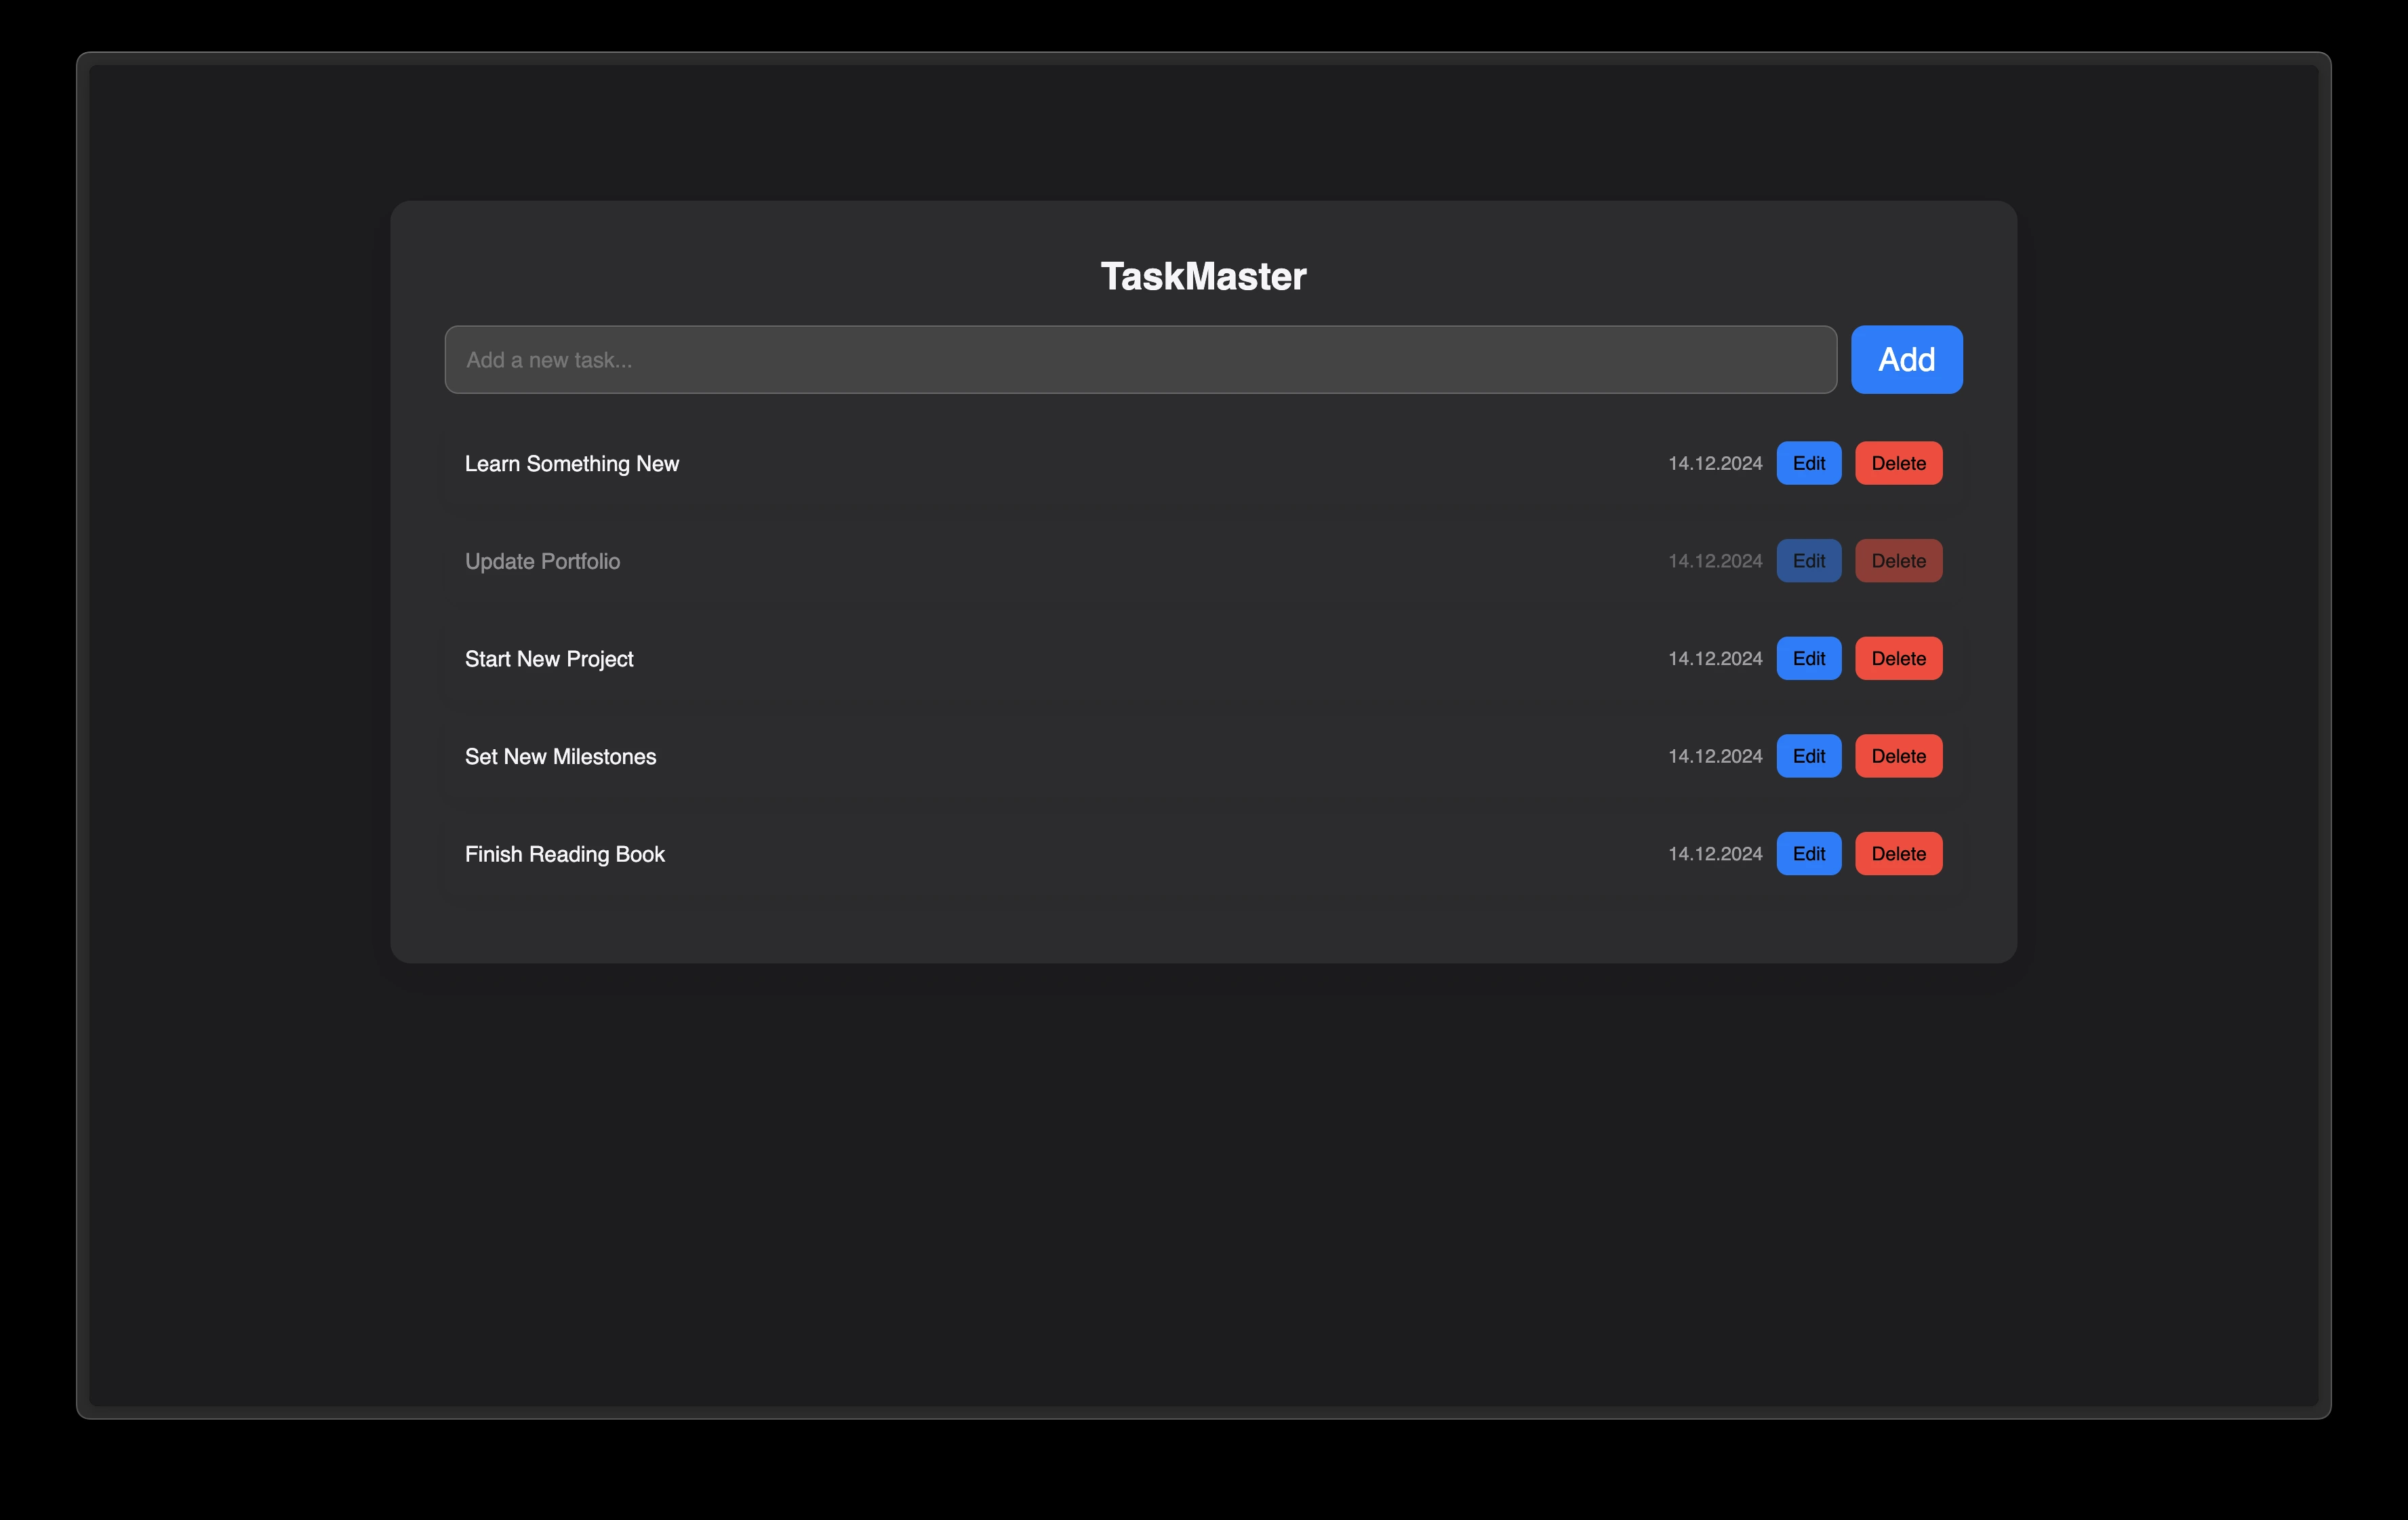 TaskMaster
Add a new task...
Add
Learn Something New 14.12.2024 Edit Delete
Update Portfolio 14.12.2024 Edit Delete
Start New Project 14.12.2024 Edit Delete
Set New Milestones 14.12.2024 Edit Delete
Finish Reading Book 14.12.2024 Edit Delete